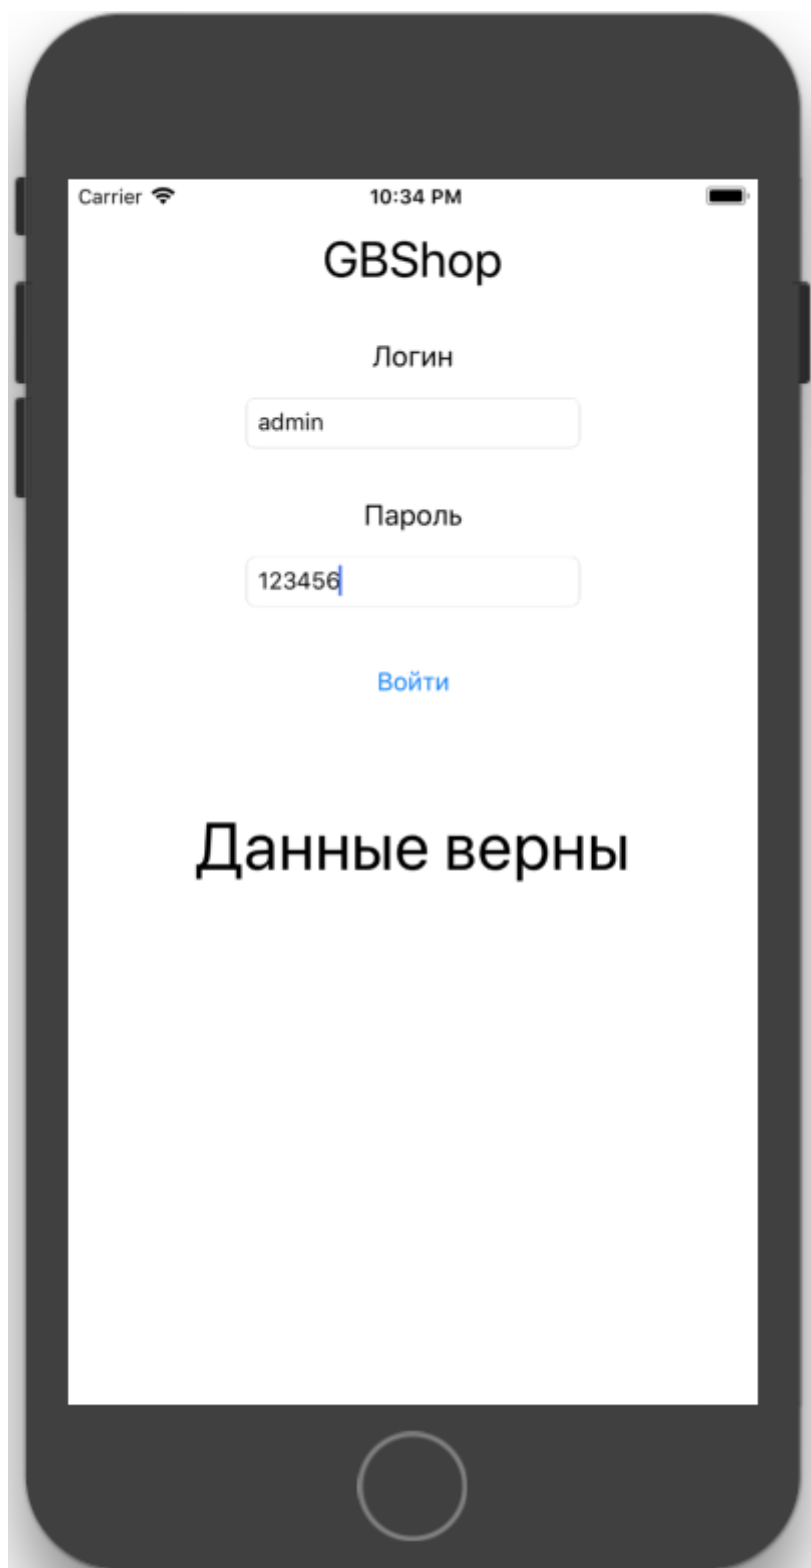 Carrier 10:34 PM
GBShop
Логин
admin
Пароль
123456
Войти
Данные верны